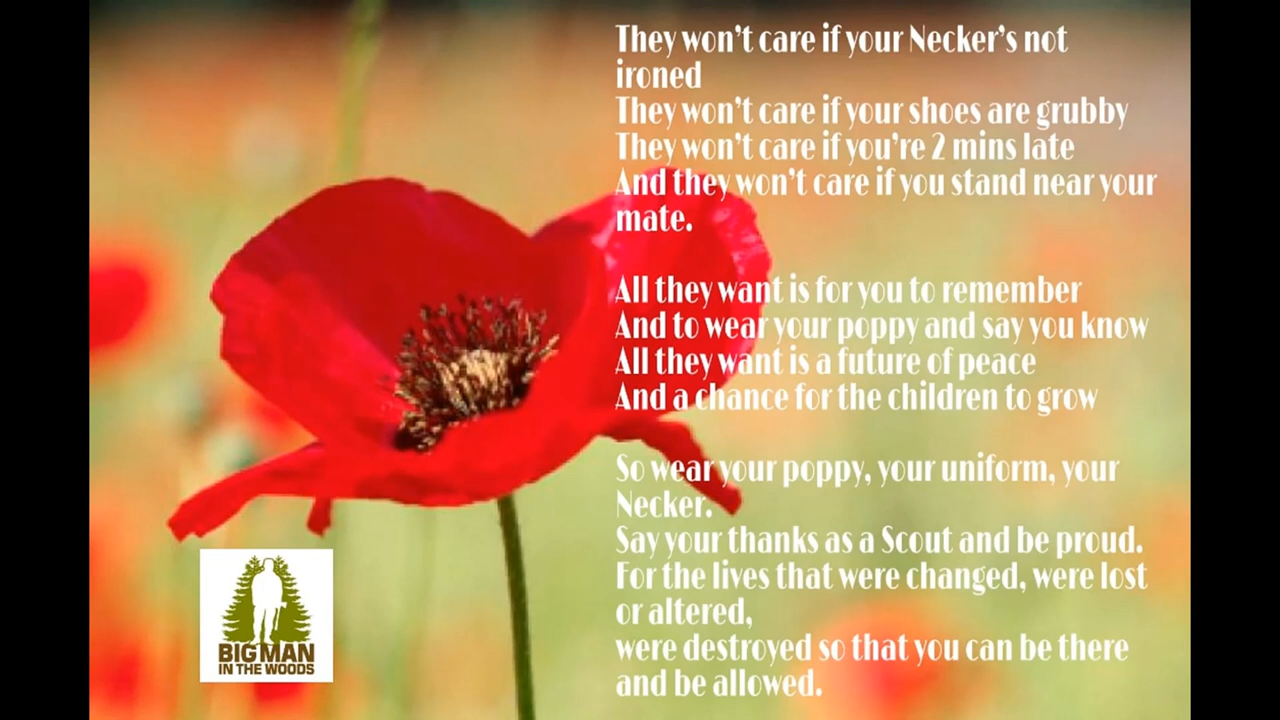 They won't care if your Necker's not
ironed
They won't care if your shoes are grubby
They won't care if you're 2 mins late
And they won't care if you stand near your
mate.
All they want is for you to remember
And to wear your poppy and say you know
All they want is a future of peace
And a chance for the children to grow
So wear your poppy, your uniform, your
Necker.
Say your thanks as a Scout and be proud.
For the lives that were changed, were lost
or altered,
were destroyed so that you can be there
and be allowed.
BIG MAN
IN THE WOODS